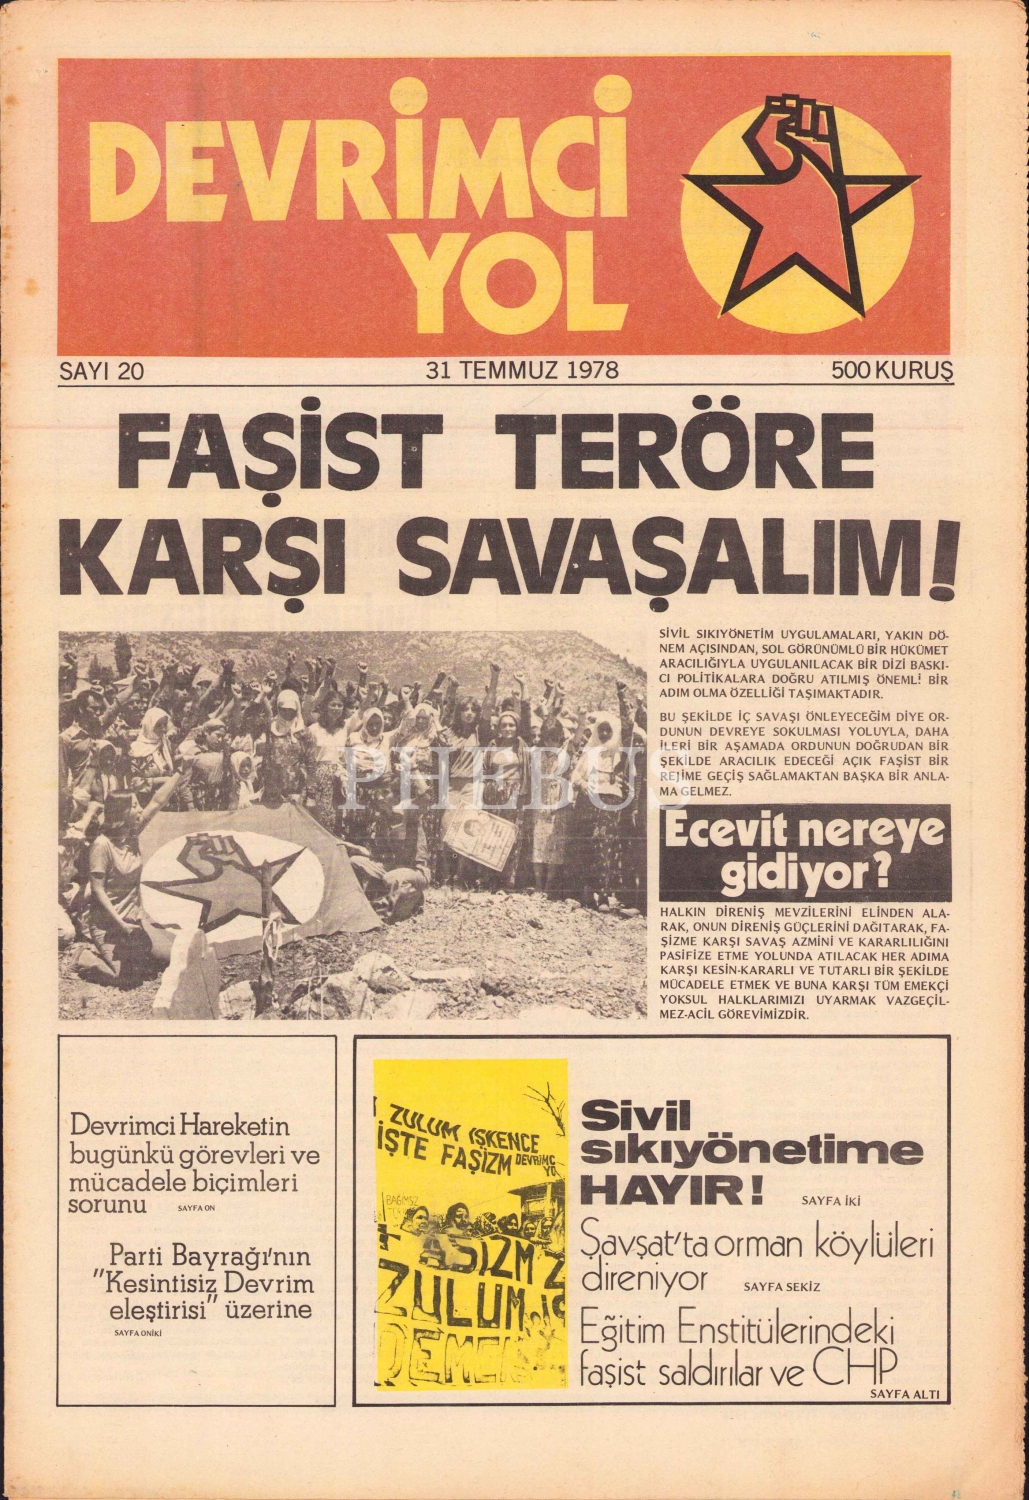 DEVRİMCİ
YOL
SAYI 20
31 TEMMUZ 1978
500 KURUŞ
FAŞİST TERÖRE
KARŞI SAVAŞALIM!
SİVİL SIKIYÖNETİM UYGULAMALARI, YAKIN DÖ-
NEM AÇISINDAN, SOL GÖRÜNÜMLÜ BİR HÜKÜMET
ARACILIĞIYLA UYGULANILACAK BİR DİZİ BASKI-
CI POLİTİKALARA DOĞRU ATILMIŞ ÖNEML! BİR
ADIM OLMA ÖZELLİĞİ TAŞIMAKTADIR.
BU ŞEKİLDE İÇ SAVAŞI ÖNLEYECEĞİM DİYE OR-
DUNUN DEVREYE SOKULMASI YOLUYLA, DAHA
İLERİ BİR AŞAMADA ORDUNUN DOĞRUDAN BİR
ŞEKİLDE ARACILIK EDECEĞİ AÇIK FAŞİST BİR
REJİME GEÇİŞ SAĞLAMAKTAN BAŞKA BİR ANLA-
MA GELMEZ.
PHEBUS
Ecevit nereye
gidiyor?
HALKIN DİRENİŞ MEVZİLERİNİ ELİNDEN ALA-
RAK, ONUN DİRENİŞ GÜÇLERİNİ DAĞITARAK, FA-
ŞİZME KARŞI SAVAŞ AZMİNİ VE KARARLILIĞINI
PASİFİZE ETME YOLUNDA ATILACAK HER ADIMA
KARŞI KESİN-KARARLI VE TUTARLI BİR ŞEKİLDE
MÜCADELE ETMEK VE BUNA KARŞI TÜM EMEKÇİ
YOKSUL HALKLARIMIZI UYARMAK VAZGEÇİL-
MEZ-ACİL GÖREVİMİZDİR.
Devrimci Hareketin
bugünkü görevleri ve
mücadele biçimleri
sorunu SAYFA ON
Parti Bayrağı'nın
"Kesintisiz Devrim
eleştirisi" üzerine
SAYFA ONİKİ
ZULUM İŞKENCE
İŞTE FAŞİZM DEVRİMC
YO
BAĞIMSZ
ŞİZM Z
ZULUM
DEMEK
Sivil
sıkıyönetime
HAYIR! SAYFA İKİ
Şavşat'ta orman köylüleri
direniyor SAYFA SEKİZ
Eğitim Enstitülerindeki
faşist saldırılar ve CHP
SAYFA ALTI